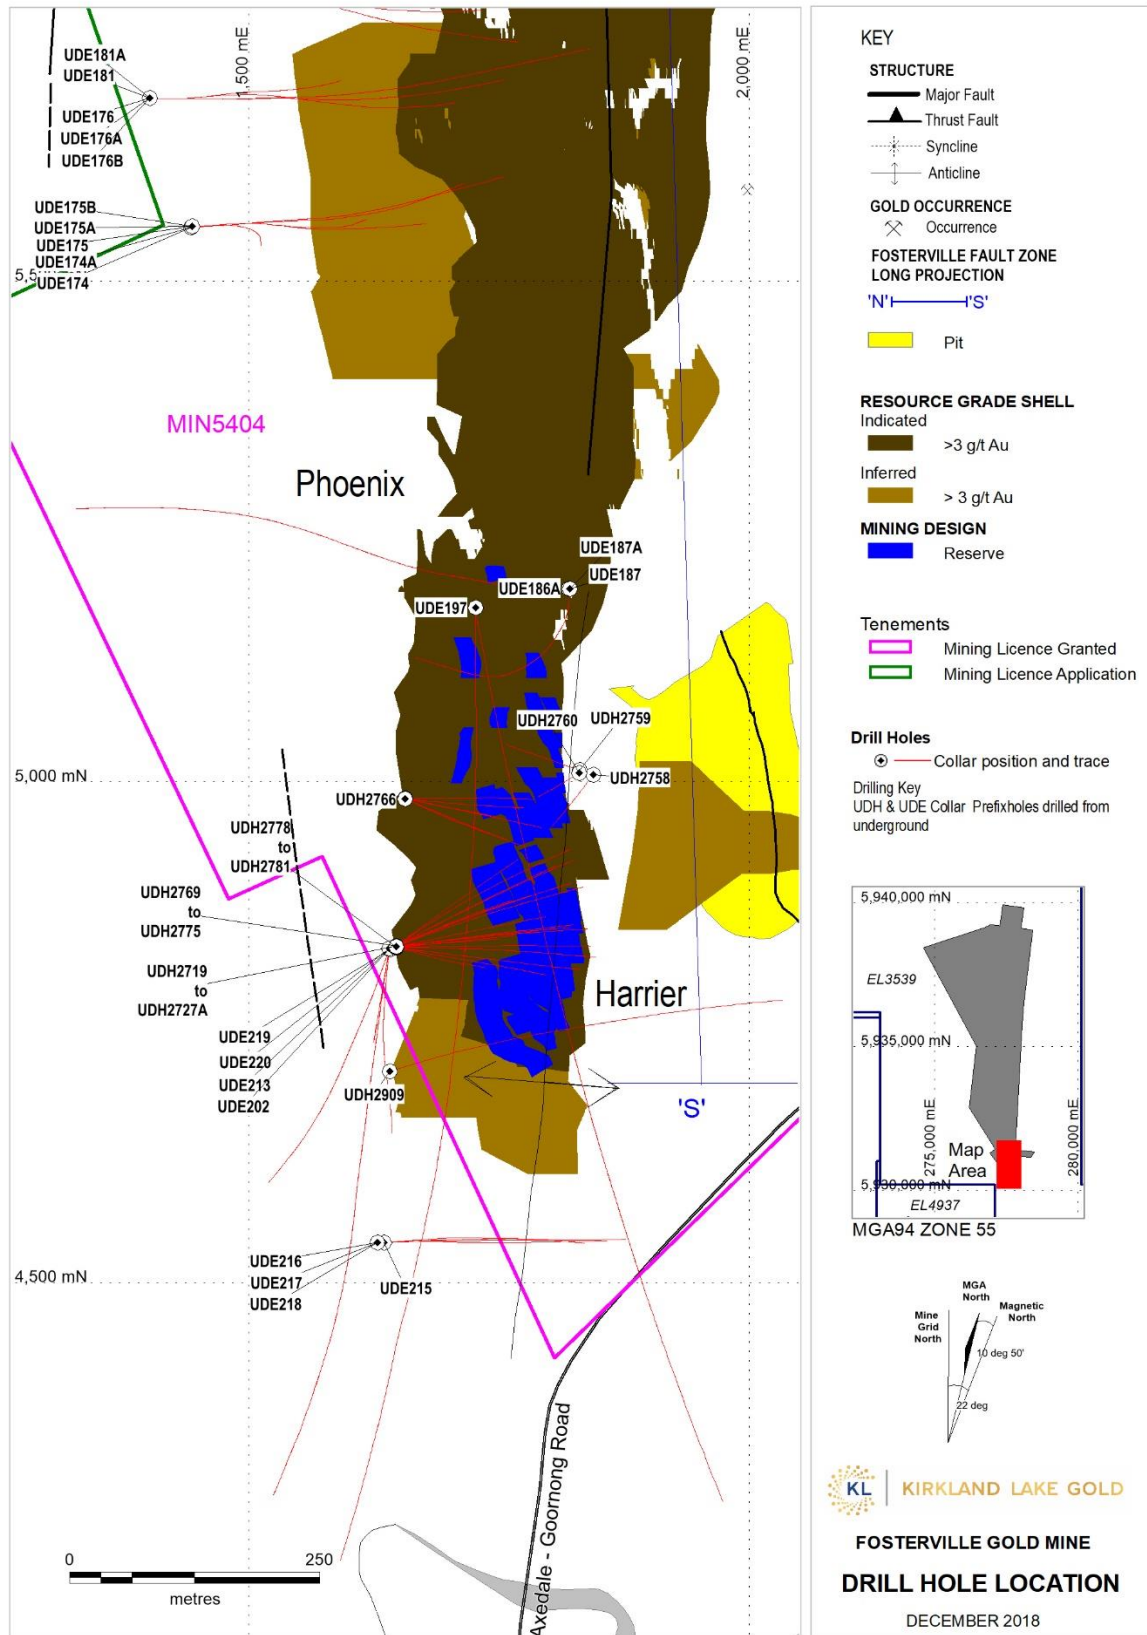 1,500 mE
2,000 mE
UDE181A
UDE181
UDE176
UDE176A
UDE176B
UDE175B
UDE175A
UDE175
UDE174A
UDE174
MIN5404
Phoenix
UDE187A
UDE187
UDE186A
UDE197
UDH2760
UDH2759
UDH2758
5,000 mN
UDH2766
UDH2778
to
UDH2781
UDH2769
to
UDH2775
UDH2719
to
UDH2727A
UDE219
UDE220
UDE213
UDE202
Harrier
UDH2909
'S'
UDE216
UDE217
UDE218
UDE215
4,500 mN
Axedale - Goornong Road
0
250
metres
KEY
STRUCTURE
Major Fault
Thrust Fault
Syncline
Anticline
GOLD OCCURRENCE
Occurrence
FOSTERVILLE FAULT ZONE
LONG PROJECTION
'N'
'S'
Pit
RESOURCE GRADE SHELL
Indicated
>3 g/t Au
Inferred
> 3 g/t Au
MINING DESIGN
Reserve
Tenements
Mining Licence Granted
Mining Licence Application
Drill Holes
Collar position and trace
Drilling Key
UDH & UDE Collar Prefixholes drilled from
underground
5,940,000 mN
EL3539
5,935,000 mN
275,000 mE
280,000 mE
Map
Area
5,930,000 mN
EL4937
MGA94 ZONE 55
MGA
North
Magnetic
North
Mine
Grid
North
10 deg 50'
22 deg
KL
KIRKLAND LAKE GOLD
FOSTERVILLE GOLD MINE
DRILL HOLE LOCATION
DECEMBER 2018